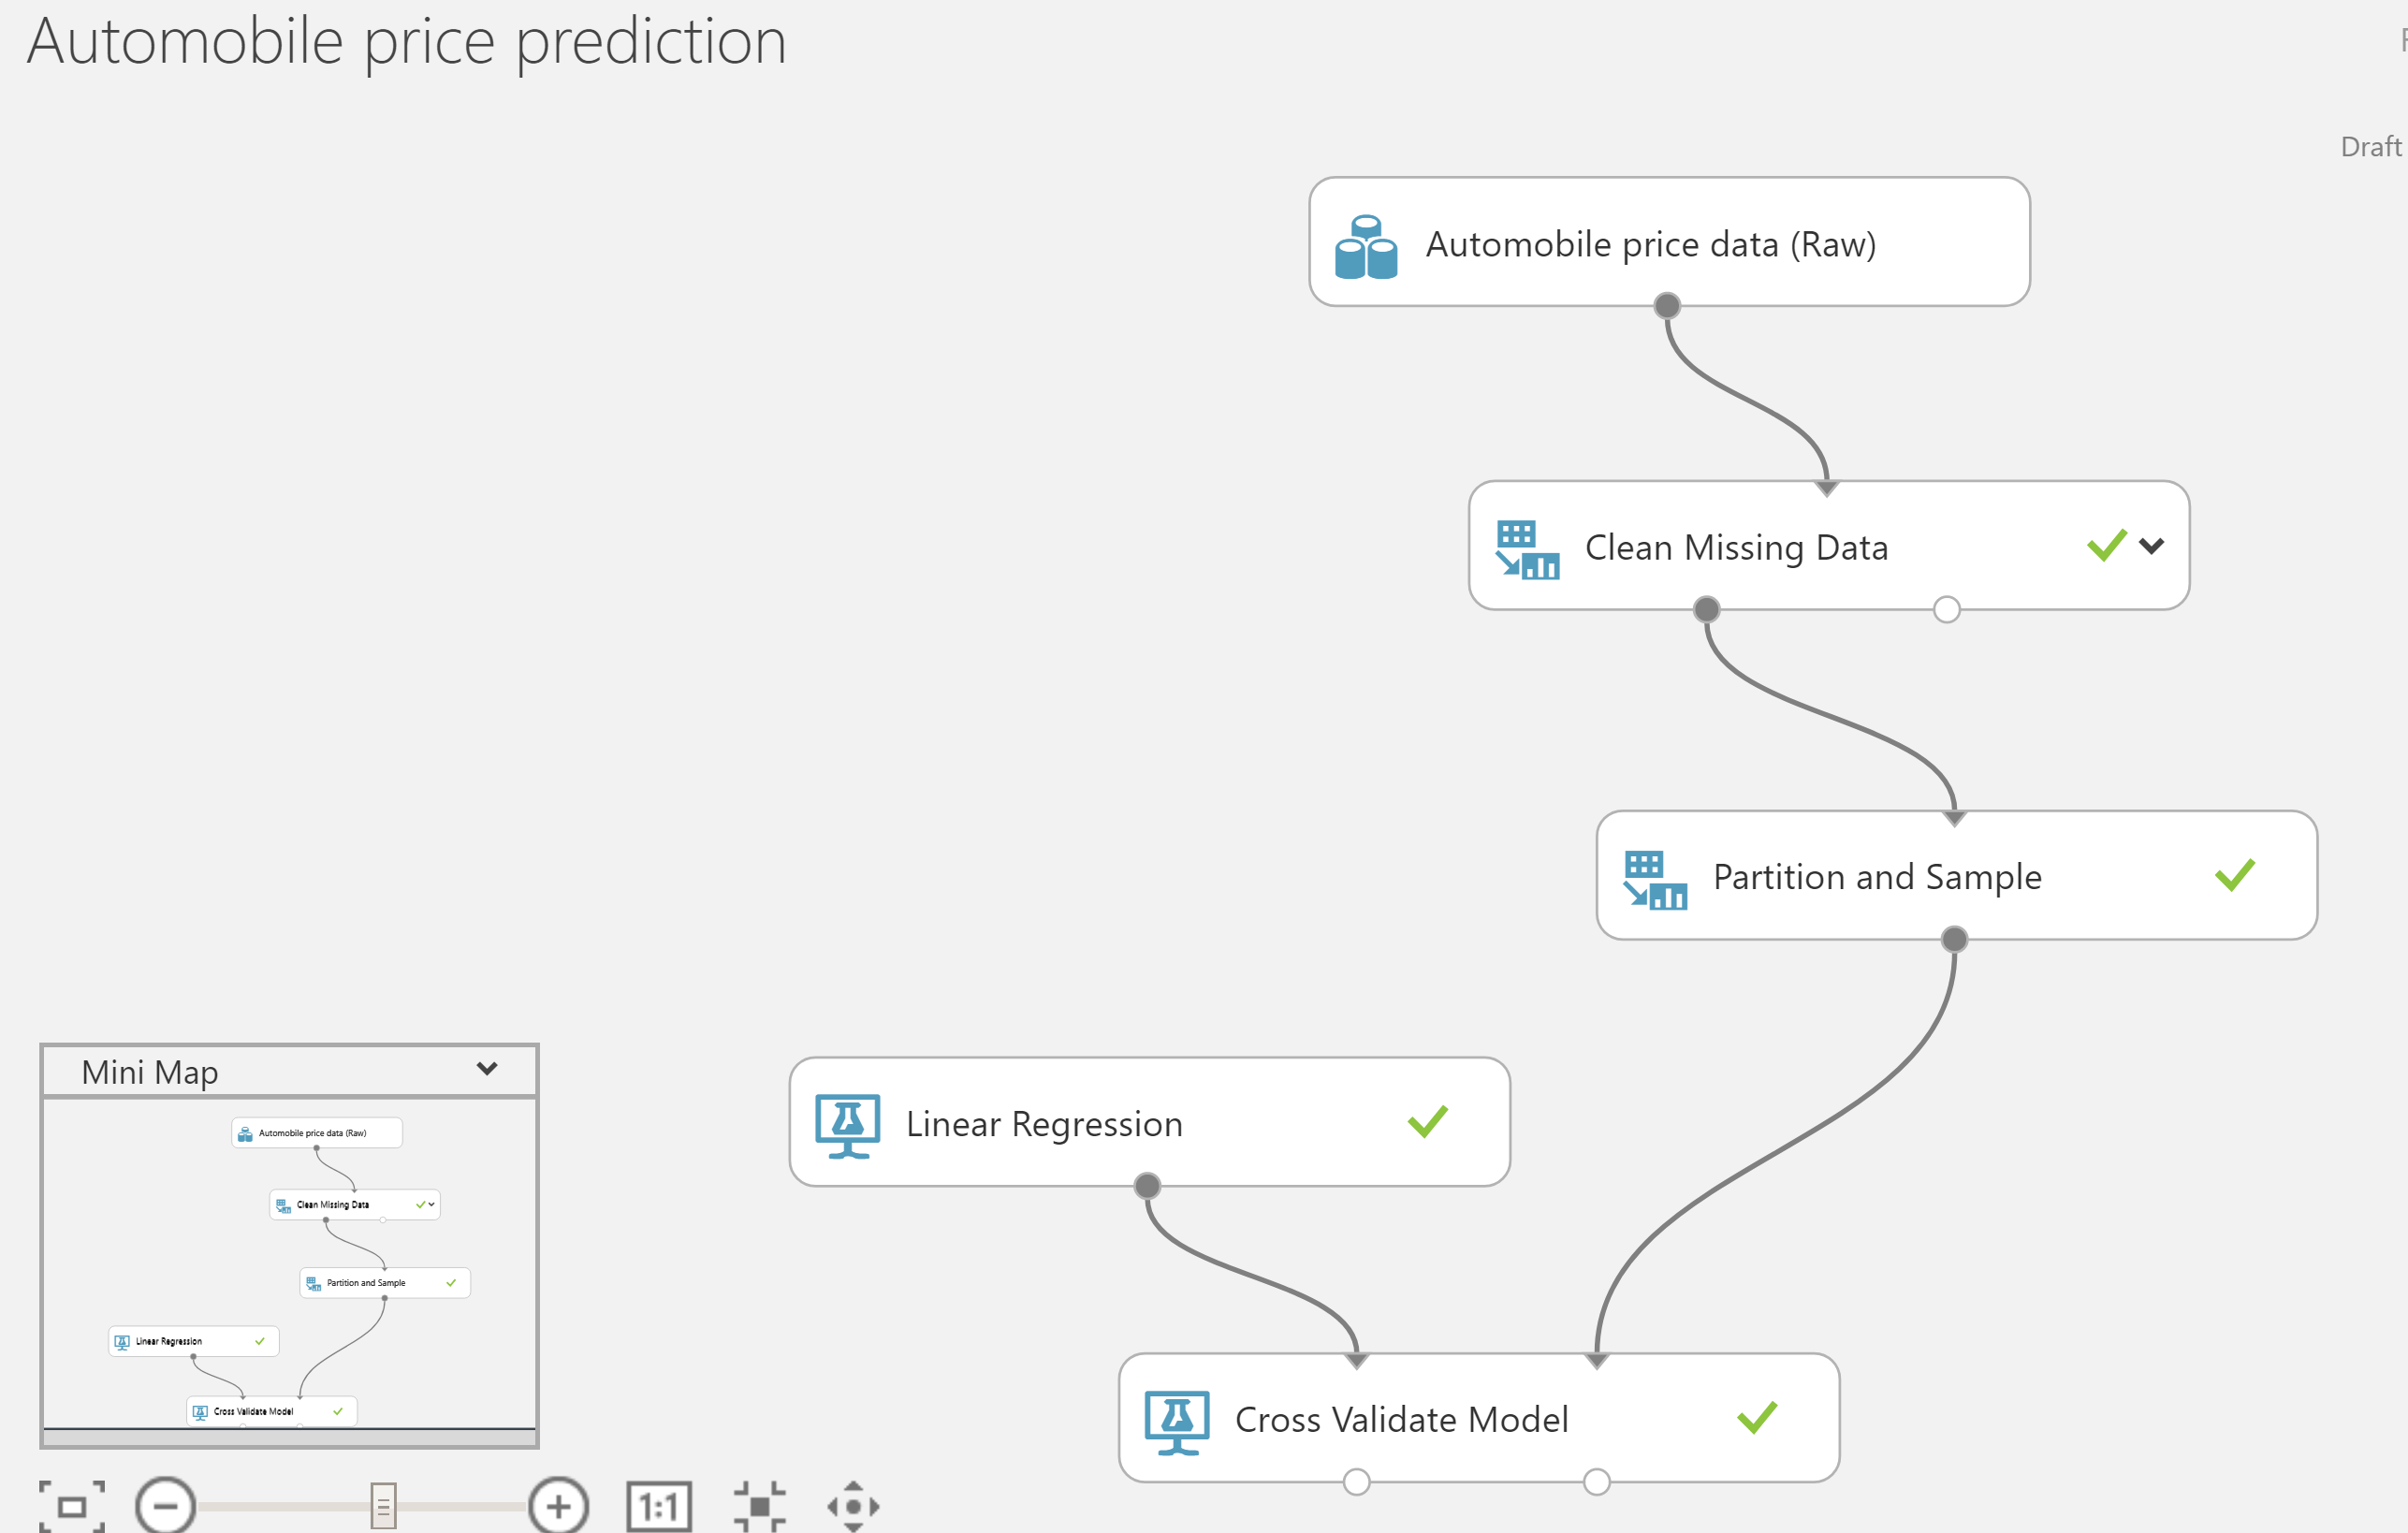 Automobile price prediction
Draft
Automobile price data (Raw)
Clean Missing Data
Partition and Sample
Linear Regression
Cross Validate Model
Mini Map
Automobile price data (Raw)
Clean Missing Data
Partition and Sample
Linear Regression
Cross Validate Model
1:1